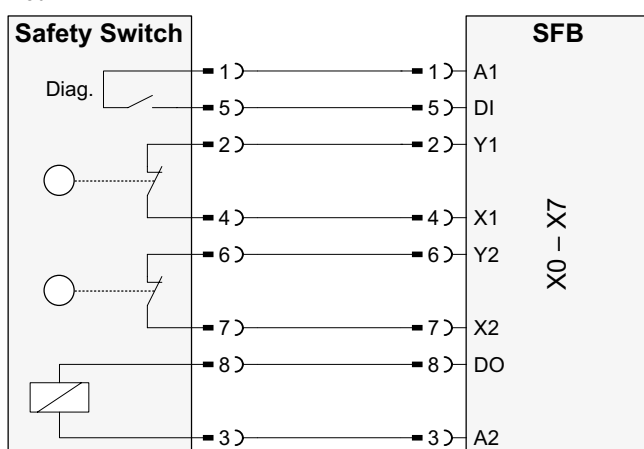 Safety Switch SFB
Diag.
1 1 A1
5 5 DI
2 2 Y1
4 4 X1
6 6 Y2
7 7 X2
8 8 DO
3 3 A2
X0 – X7